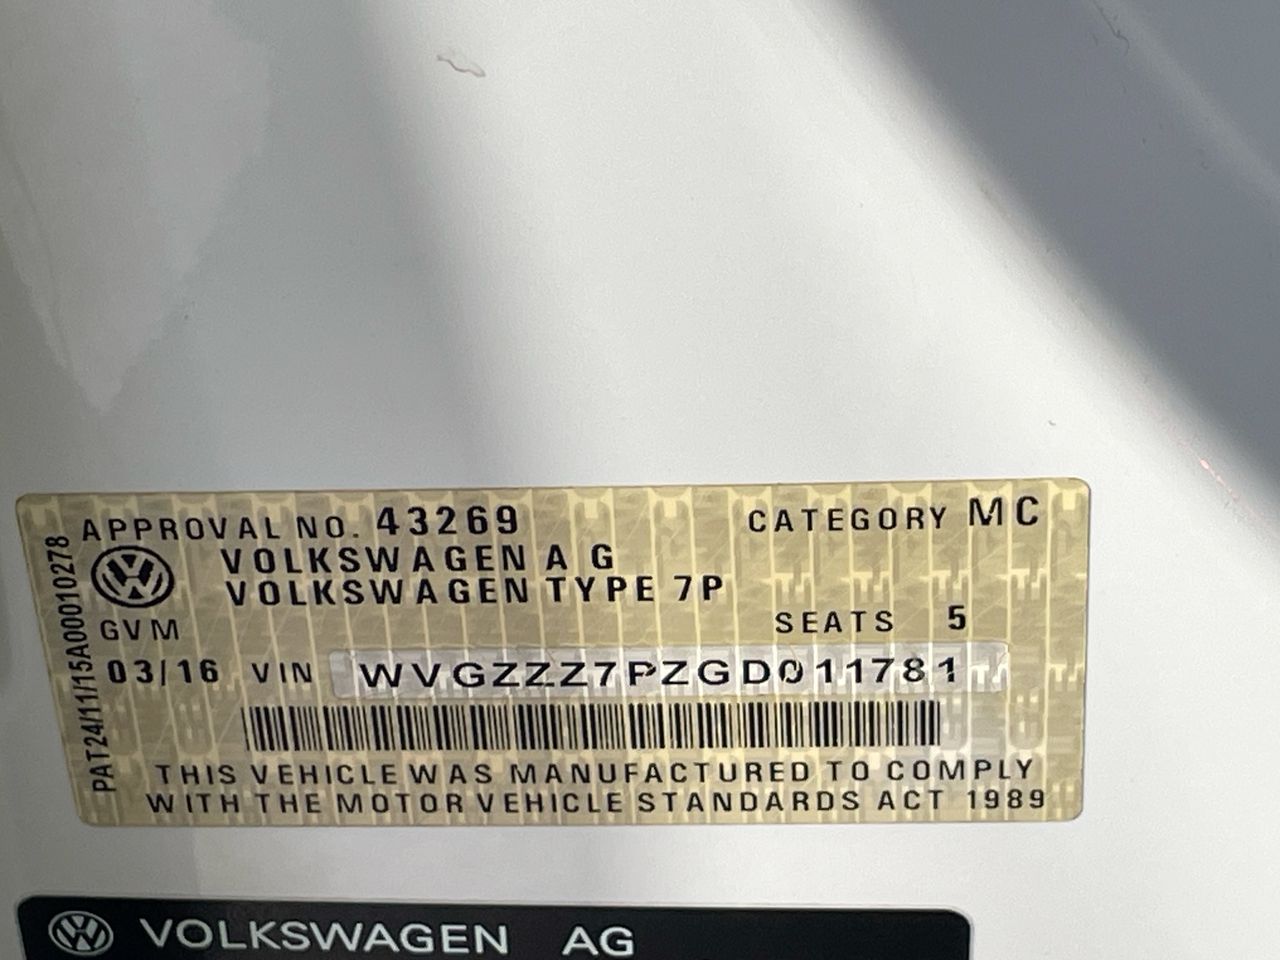 APPROVAL NO. 43269 CATEGORY MC
VOLKSWAGEN A G
VOLKSWAGEN TYPE 7P
GVM SEATS 5
03/16 VIN WVGZZZ7PZGD011781
THIS VEHICLE WAS MANUFACTURED TO COMPLY
WITH THE MOTOR VEHICLE STANDARDS ACT 1989
PAT24/11/15A00010278
VOLKSWAGEN AG